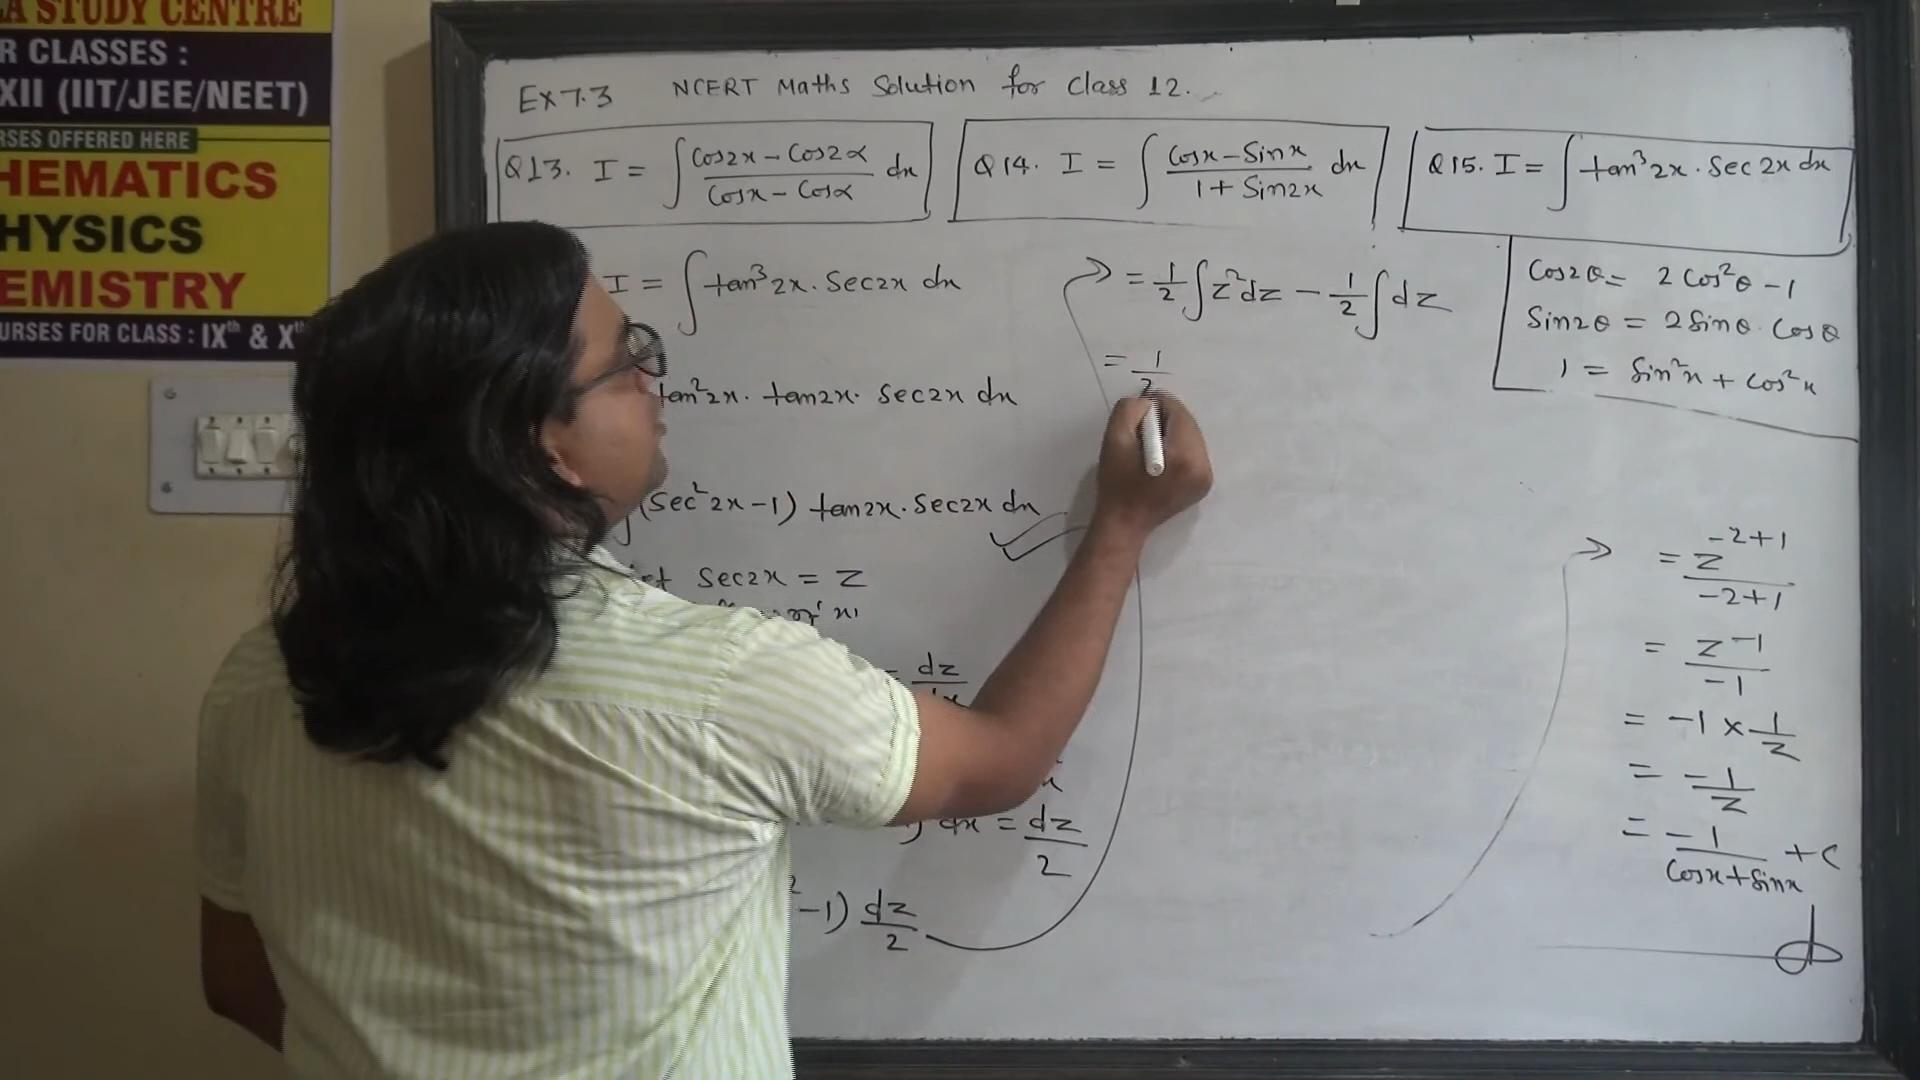 A STUDY CENTRE
R CLASSES :
XII (IIT/JEE/NEET)
RSES OFFERED HERE
HEMATICS
HYSICS
EMISTRY
URSES FOR CLASS : IXth & Xth
Ex 7.3 NCERT Maths Solution for Class 12.
Q13. I = ∫ (Cos2x - Cos2α)/(Cosx - Cosα) dx
Q14. I = ∫ (Cosx - Sinx)/(1 + Sin2x) dx
Q15. I = ∫ tan³2x . Sec2x dx
I = ∫ tan³2x . Sec2x dx
tan²2x . tan2x . sec2x dx
(Sec²2x - 1) tan2x . Sec2x dx
Sec2x = z
= dz
dx = dz/2
-1) dz/2
= 1/2 ∫ z²dz - 1/2 ∫ dz
= 1/2
Cos2θ = 2Cos²θ - 1
Sin2θ = 2Sinθ . Cosθ
1 = Sin²x + Cos²x
= z^(-2+1)/(-2+1)
= z^(-1)/(-1)
= -1 × 1/z
= -1/z
= -1/(Cosx + Sinx) + C